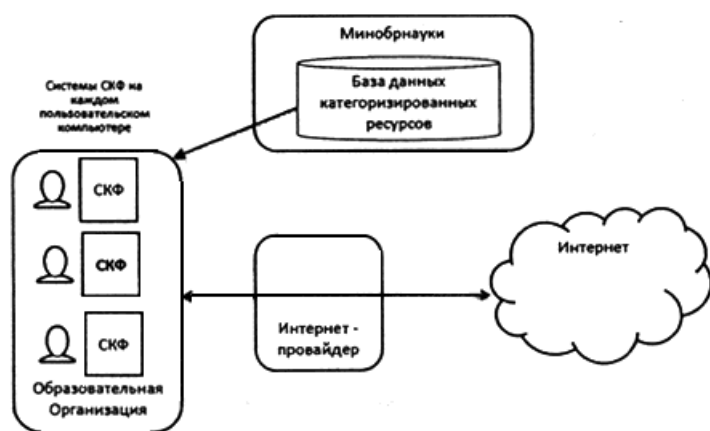 Минобрнауки
База данных
категоризированных
ресурсов
Системы СКФ на
каждом
пользовательском
компьютере
СКФ
СКФ
СКФ
Образовательная
Организация
Интернет -
провайдер
Интернет